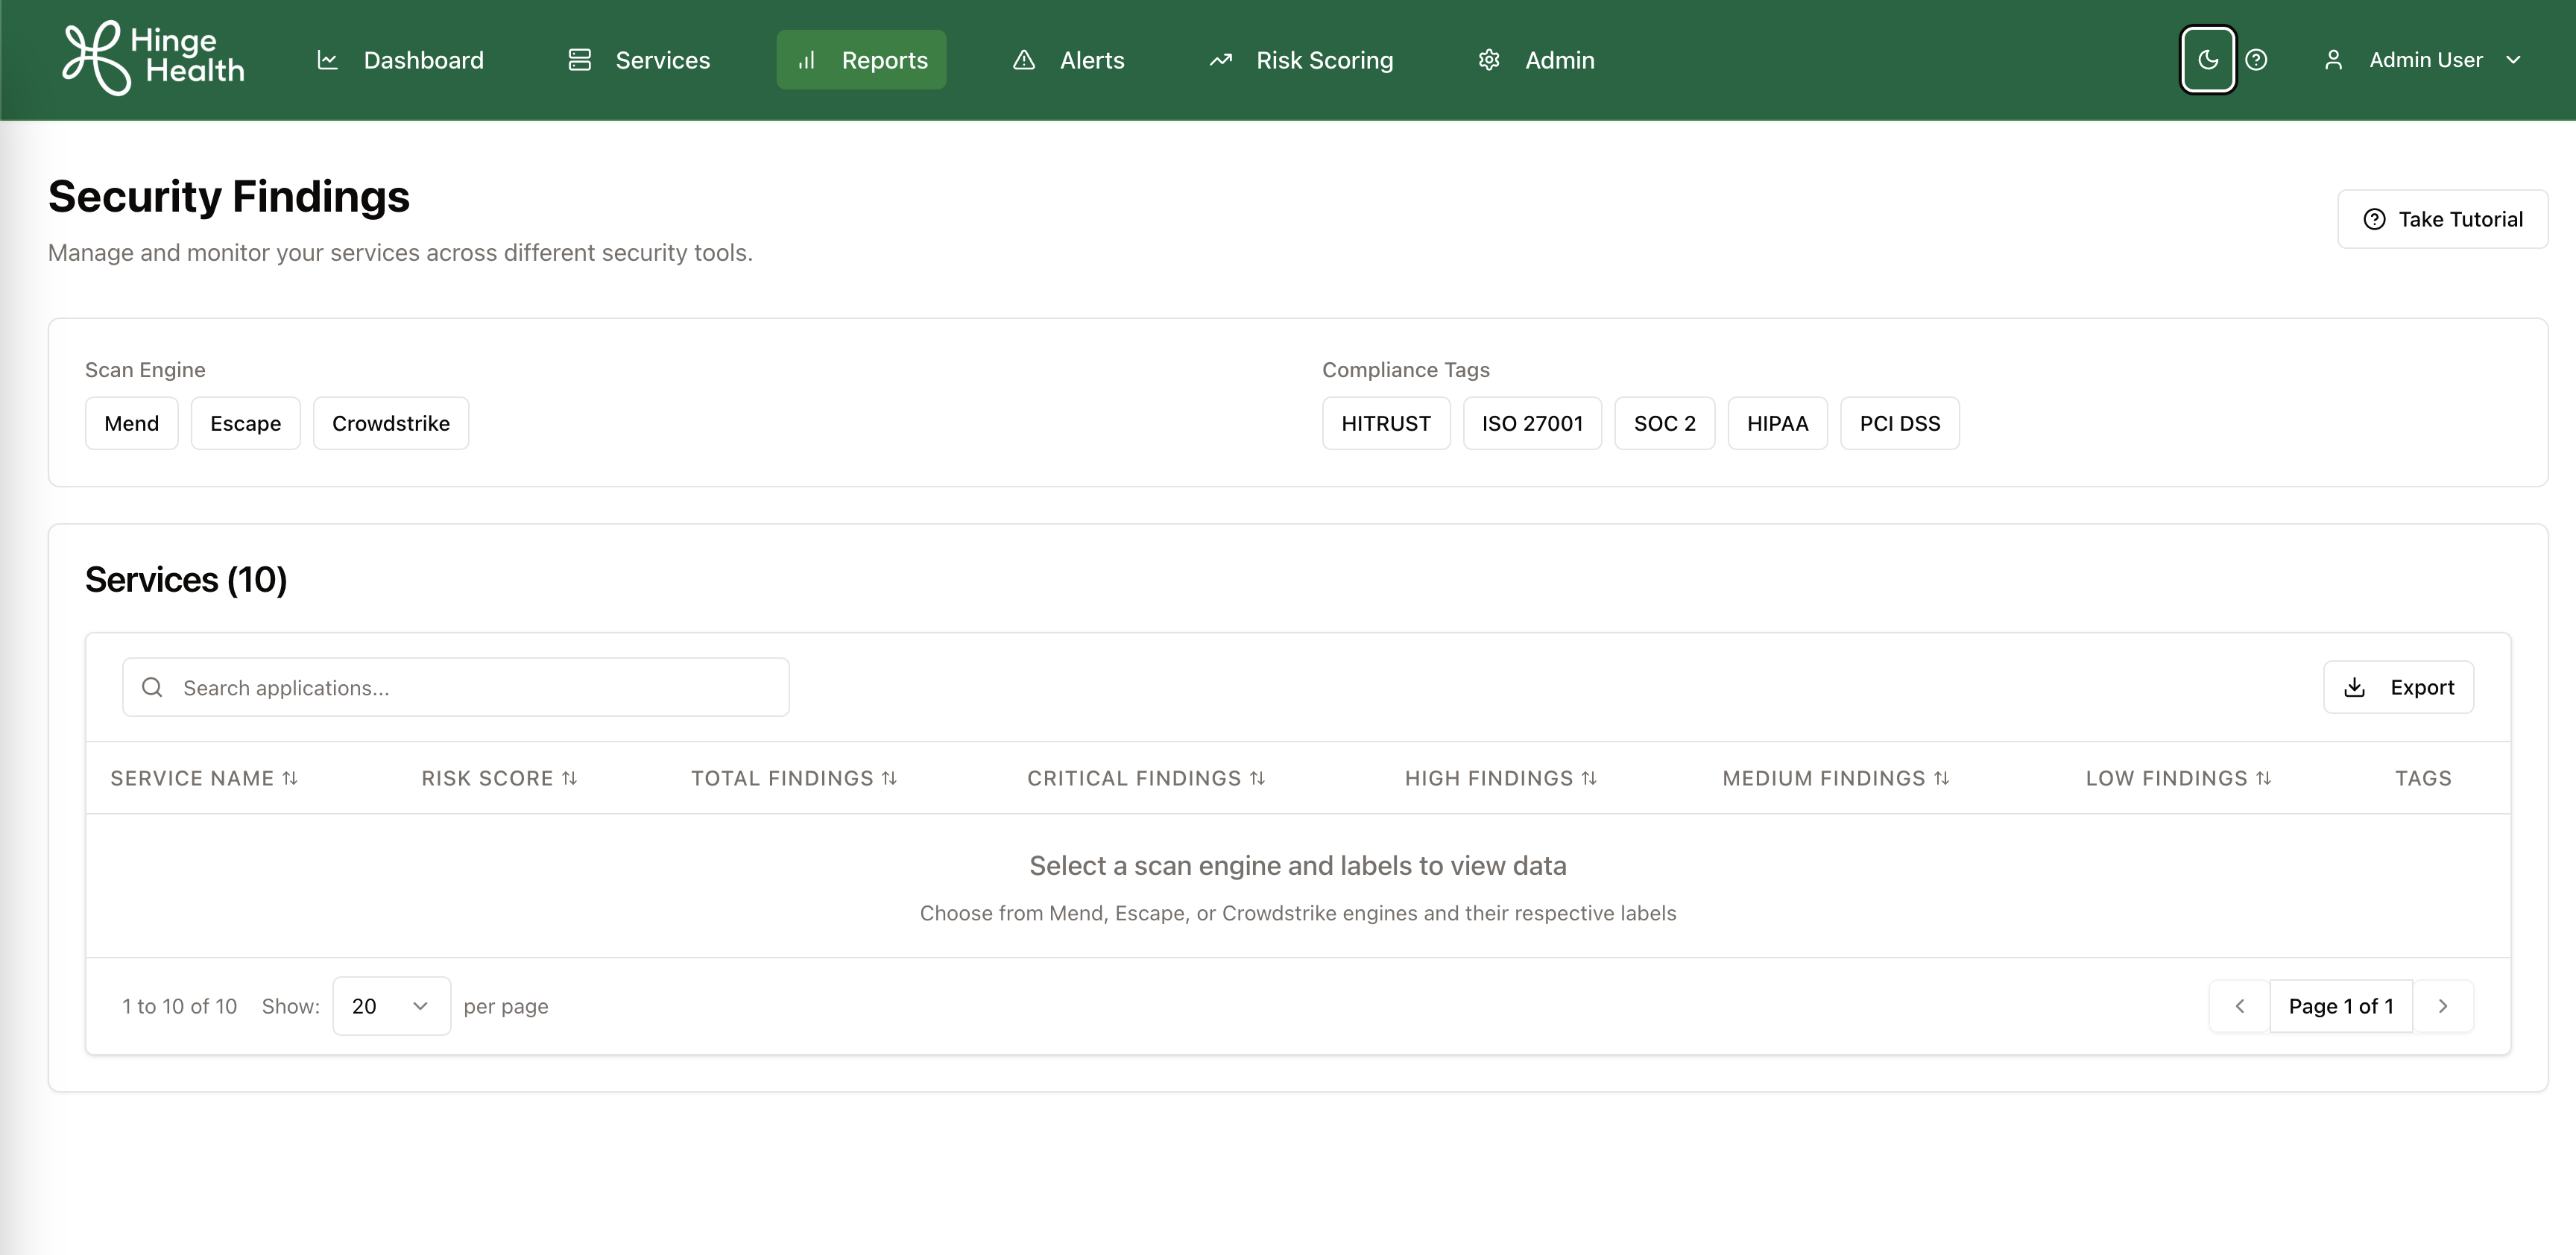 Hinge
Health
Dashboard
Services
Reports
Alerts
Risk Scoring
Admin
Admin User
Security Findings
Manage and monitor your services across different security tools.
Take Tutorial
Scan Engine
Mend
Escape
Crowdstrike
Compliance Tags
HITRUST
ISO 27001
SOC 2
HIPAA
PCI DSS
Services (10)
Search applications...
Export
SERVICE NAME
RISK SCORE
TOTAL FINDINGS
CRITICAL FINDINGS
HIGH FINDINGS
MEDIUM FINDINGS
LOW FINDINGS
TAGS
Select a scan engine and labels to view data
Choose from Mend, Escape, or Crowdstrike engines and their respective labels
1 to 10 of 10
Show:
20
per page
Page 1 of 1